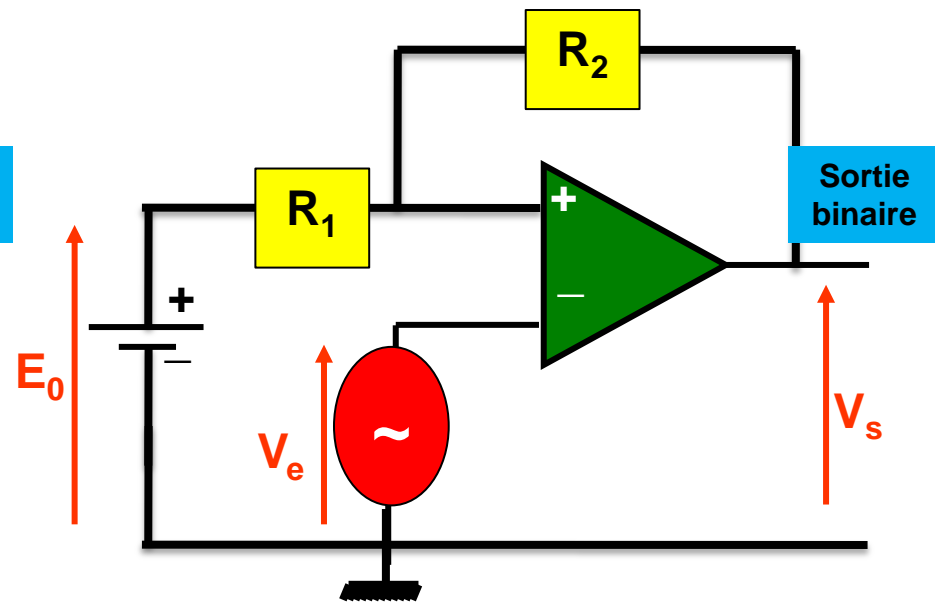 R₂
Sortie
binaire
R₁
+
+
–
–
E₀
~
Vₑ
Vₛ